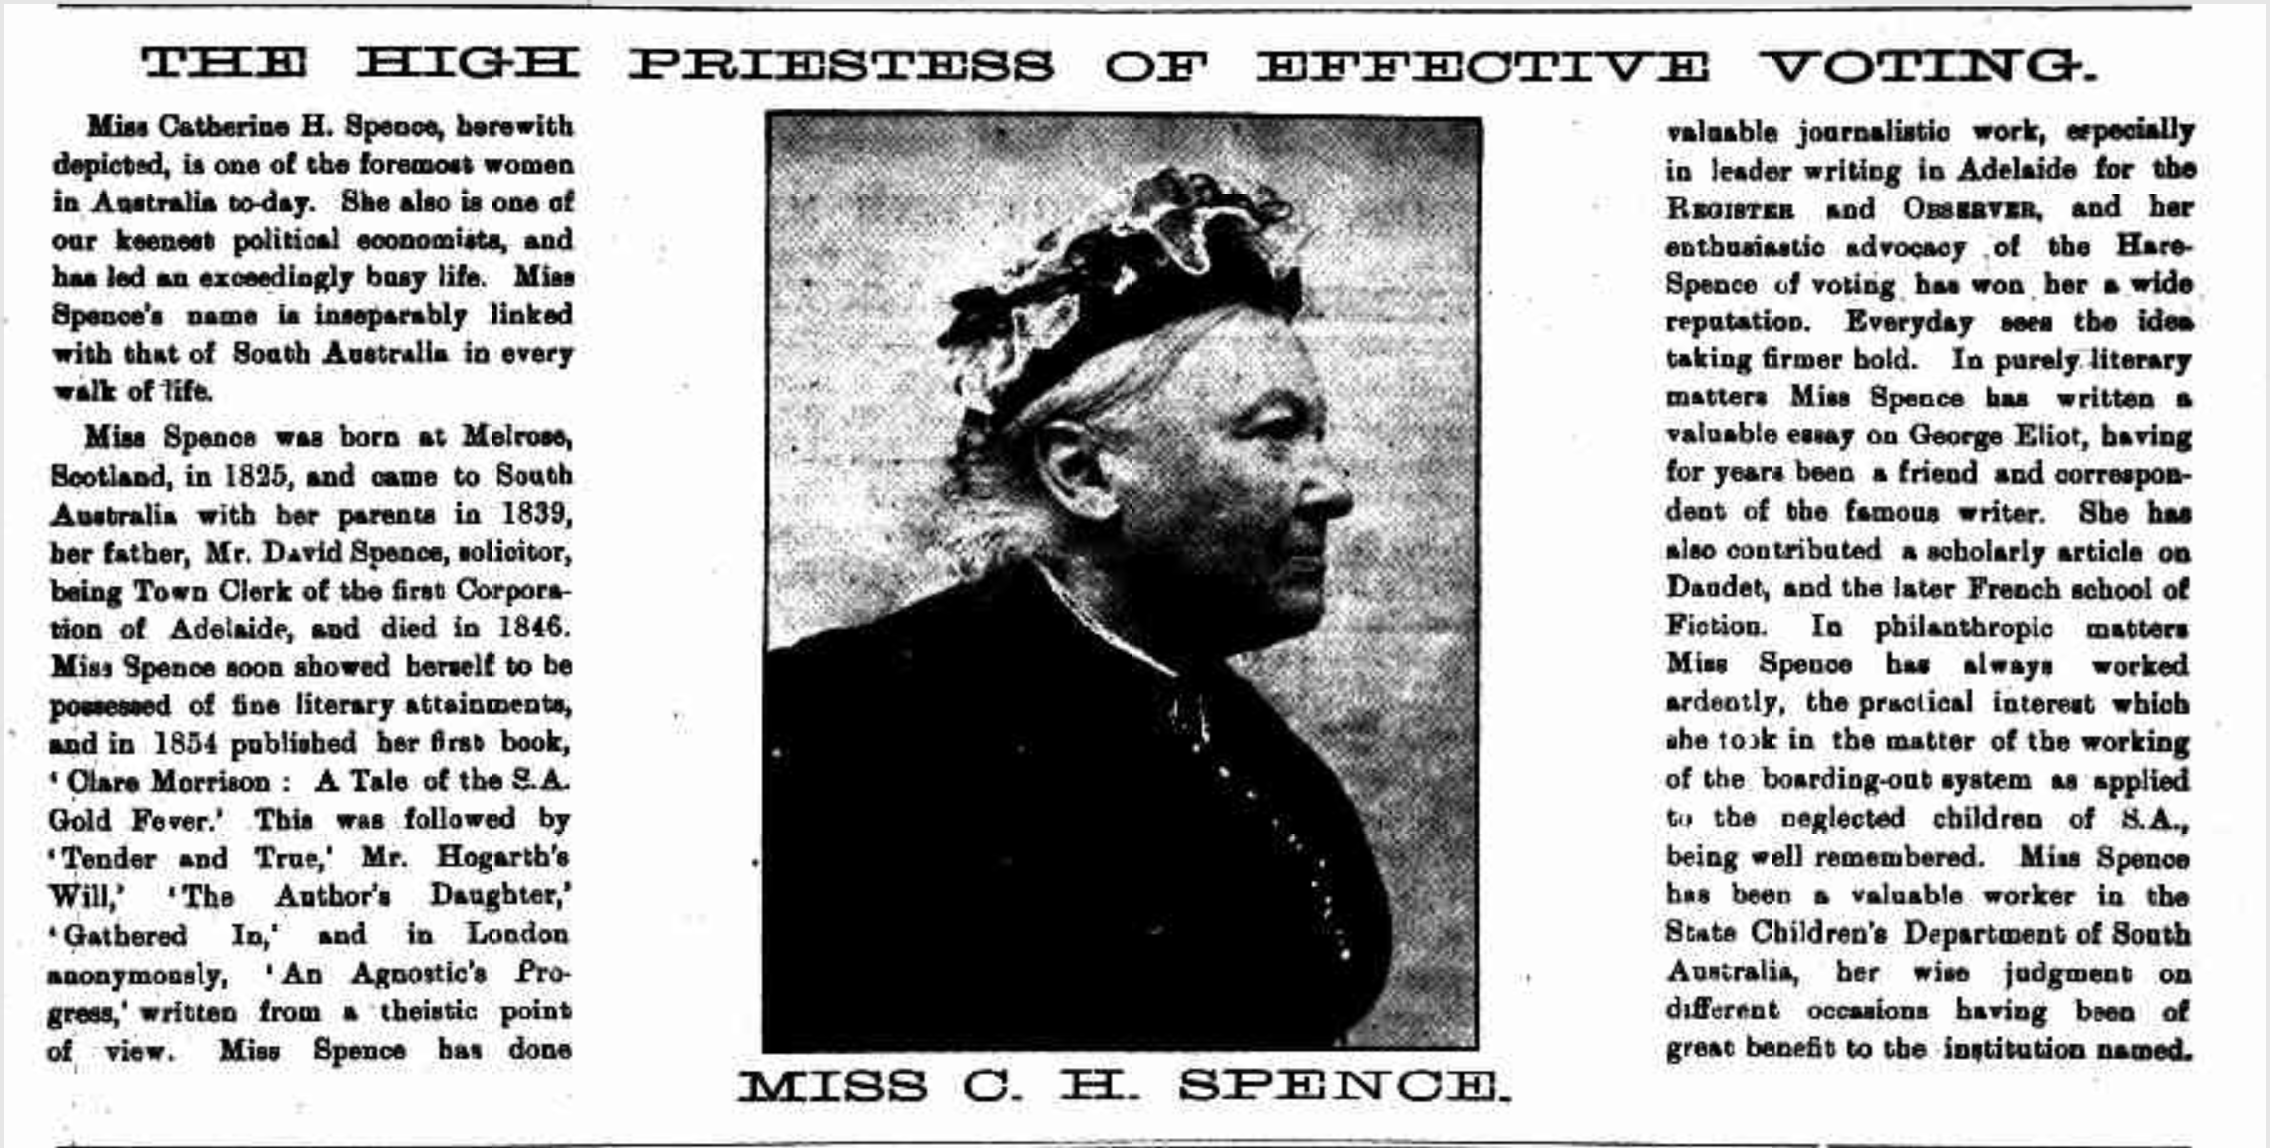 THE HIGH PRIESTESS OF EFFECTIVE VOTING.
Miss Catherine H. Spence, herewith
depicted, is one of the foremost women
in Australia to-day. She also is one of
our keenest political economists, and
has led an exceedingly busy life. Miss
Spence's name is inseparably linked
with that of South Australia in every
walk of life.
Miss Spence was born at Melrose,
Scotland, in 1825, and came to South
Australia with her parents in 1839,
her father, Mr. David Spence, solicitor,
being Town Clerk of the first Corpora-
tion of Adelaide, and died in 1846.
Miss Spence soon showed herself to be
possessed of fine literary attainments,
and in 1854 published her first book,
'Clare Morrison: A Tale of the S.A.
Gold Fever.' This was followed by
'Tender and True,' Mr. Hogarth's
Will,' 'The Author's Daughter,'
'Gathered In,' and in London
anonymously, 'An Agnostic's Pro-
gress,' written from a theistic point
of view. Miss Spence has done
MISS C. H. SPENCE.
valuable journalistic work, especially
in leader writing in Adelaide for the
REGISTER and OBSERVER, and her
enthusiastic advocacy of the Hare-
Spence of voting has won her a wide
reputation. Everyday sees the idea
taking firmer hold. In purely literary
matters Miss Spence has written a
valuable essay on George Eliot, having
for years been a friend and correspon-
dent of the famous writer. She has
also contributed a scholarly article on
Daudet, and the later French school of
Fiction. In philanthropic matters
Miss Spence has always worked
ardently, the practical interest which
she took in the matter of the working
of the boarding-out system as applied
to the neglected children of S.A.,
being well remembered. Miss Spence
has been a valuable worker in the
State Children's Department of South
Australia, her wise judgment on
different occasions having been of
great benefit to the institution named.